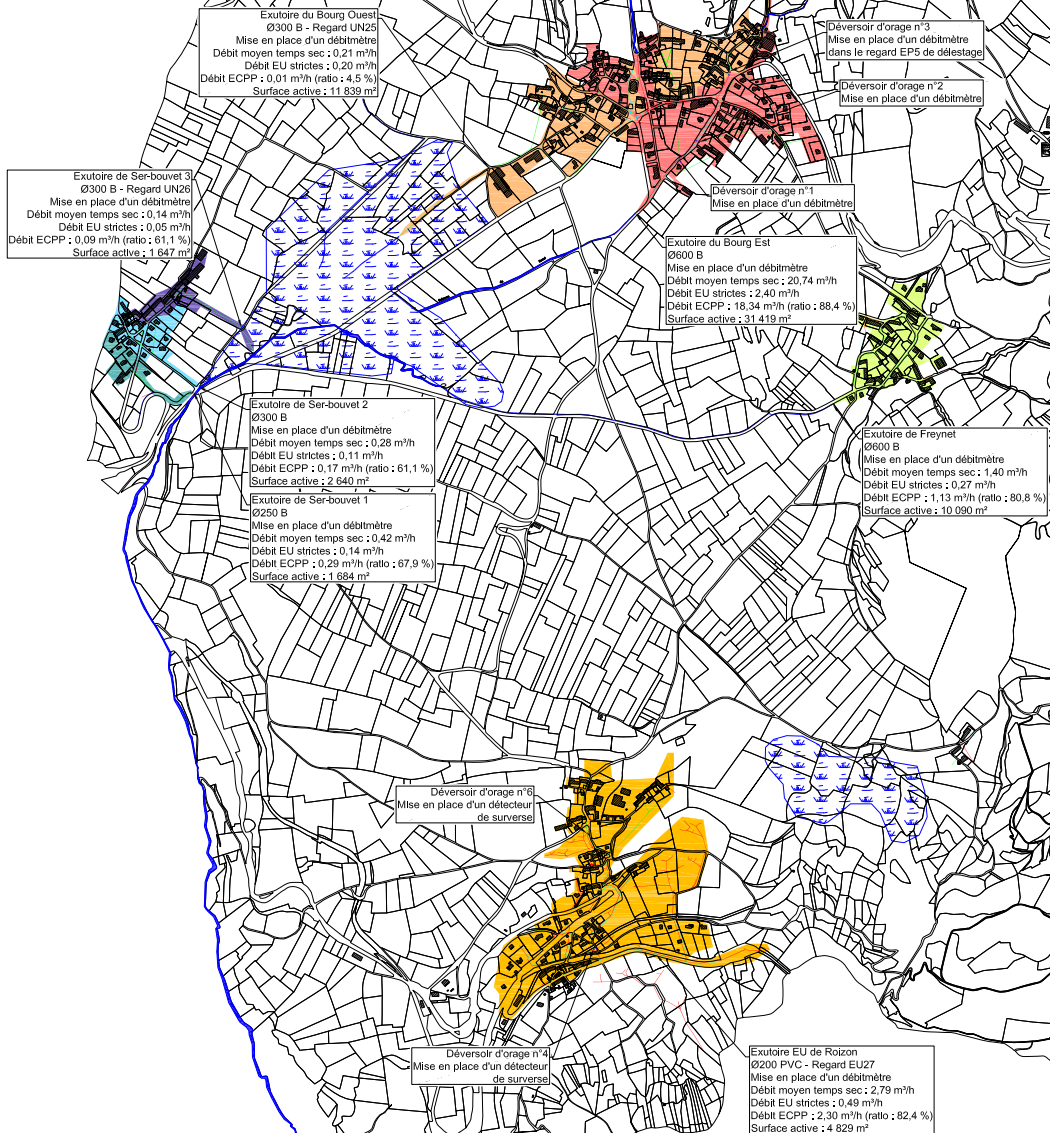 Exutoire du Bourg Ouest
Ø300 B - Regard UN25
Mise en place d'un débitmètre
Débit moyen temps sec : 0,21 m³/h
Débit EU strictes : 0,20 m³/h
Débit ECPP : 0,01 m³/h (ratio : 4,5 %)
Surface active : 11 839 m²
Déversoir d'orage n°3
Mise en place d'un débitmètre
dans le regard EP5 de délestage
Déversoir d'orage n°2
Mise en place d'un débitmètre
Exutoire de Ser-bouvet 3
Ø300 B - Regard UN26
Mise en place d'un débitmètre
Débit moyen temps sec : 0,14 m³/h
Débit EU strictes : 0,05 m³/h
Débit ECPP : 0,09 m³/h (ratio : 61,1 %)
Surface active : 1 647 m²
Déversoir d'orage n°1
Mise en place d'un débitmètre
Exutoire du Bourg Est
Ø600 B
Mise en place d'un débitmètre
Débit moyen temps sec : 20,74 m³/h
Débit EU strictes : 2,40 m³/h
Débit ECPP : 18,34 m³/h (ratio : 88,4 %)
Surface active : 31 419 m²
Exutoire de Ser-bouvet 2
Ø300 B
Mise en place d'un débitmètre
Débit moyen temps sec : 0,28 m³/h
Débit EU strictes : 0,11 m³/h
Débit ECPP : 0,17 m³/h (ratio : 61,1 %)
Surface active : 2 640 m²
Exutoire de Freynet
Ø600 B
Mise en place d'un débitmètre
Débit moyen temps sec : 1,40 m³/h
Débit EU strictes : 0,27 m³/h
Débit ECPP : 1,13 m³/h (ratio : 80,8 %)
Surface active : 10 090 m²
Exutoire de Ser-bouvet 1
Ø250 B
Mise en place d'un débitmètre
Débit moyen temps sec : 0,42 m³/h
Débit EU strictes : 0,14 m³/h
Débit ECPP : 0,29 m³/h (ratio : 67,9 %)
Surface active : 1 684 m²
Déversoir d'orage n°6
Mise en place d'un détecteur
de surverse
Déversoir d'orage n°4
Mise en place d'un détecteur
de surverse
Exutoire EU de Roizon
Ø200 PVC - Regard EU27
Mise en place d'un débitmètre
Débit moyen temps sec : 2,79 m³/h
Débit EU strictes : 0,49 m³/h
Débit ECPP : 2,30 m³/h (ratio : 82,4 %)
Surface active : 4 829 m²